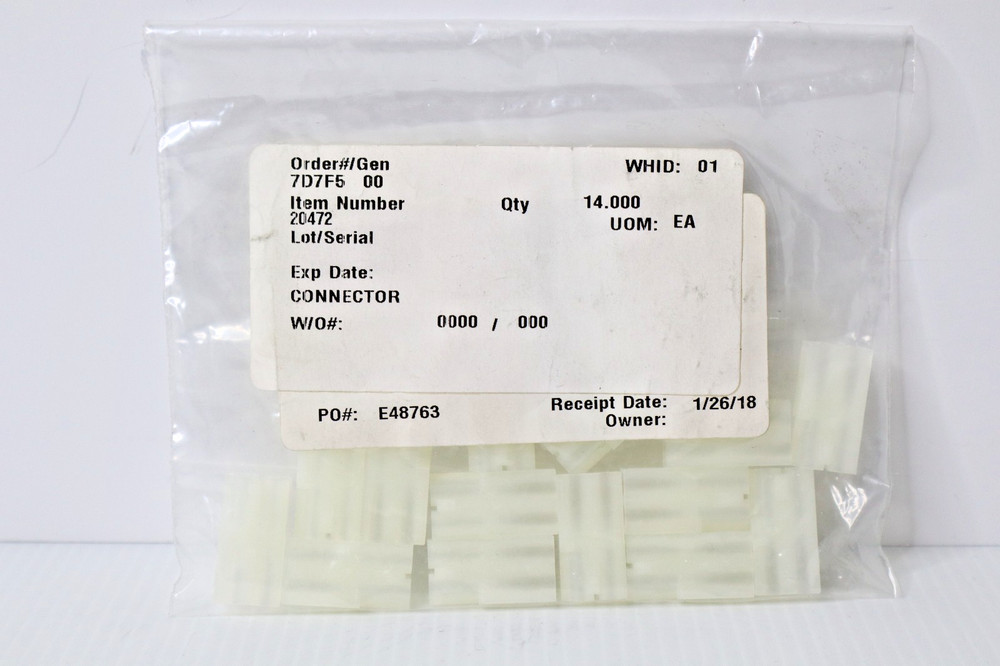 Order#/Gen WHID: 01
7D7F5 00
Item Number Qty 14.000
20472 UOM: EA
Lot/Serial
Exp Date:
CONNECTOR
W/O#: 0000 / 000
PO#: E48763 Receipt Date: 1/26/18
Owner: